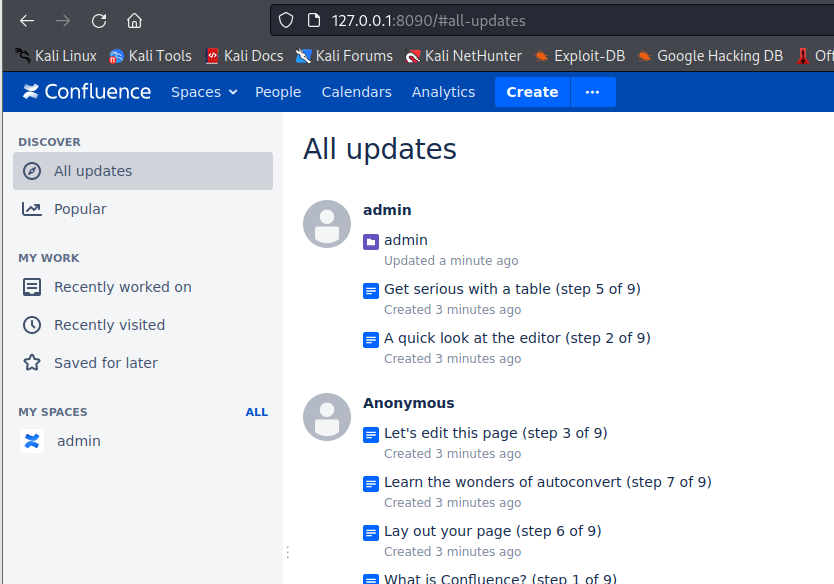 127.0.0.1:8090/#all-updates
Kali Linux Kali Tools Kali Docs Kali Forums Kali NetHunter Exploit-DB Google Hacking DB
Confluence Spaces People Calendars Analytics Create ···
DISCOVER
All updates
Popular
MY WORK
Recently worked on
Recently visited
Saved for later
MY SPACES ALL
admin
All updates
admin
admin
Updated a minute ago
Get serious with a table (step 5 of 9)
Created 3 minutes ago
A quick look at the editor (step 2 of 9)
Created 3 minutes ago
Anonymous
Let's edit this page (step 3 of 9)
Created 3 minutes ago
Learn the wonders of autoconvert (step 7 of 9)
Created 3 minutes ago
Lay out your page (step 6 of 9)
Created 3 minutes ago
What is Confluence? (step 1 of 9)